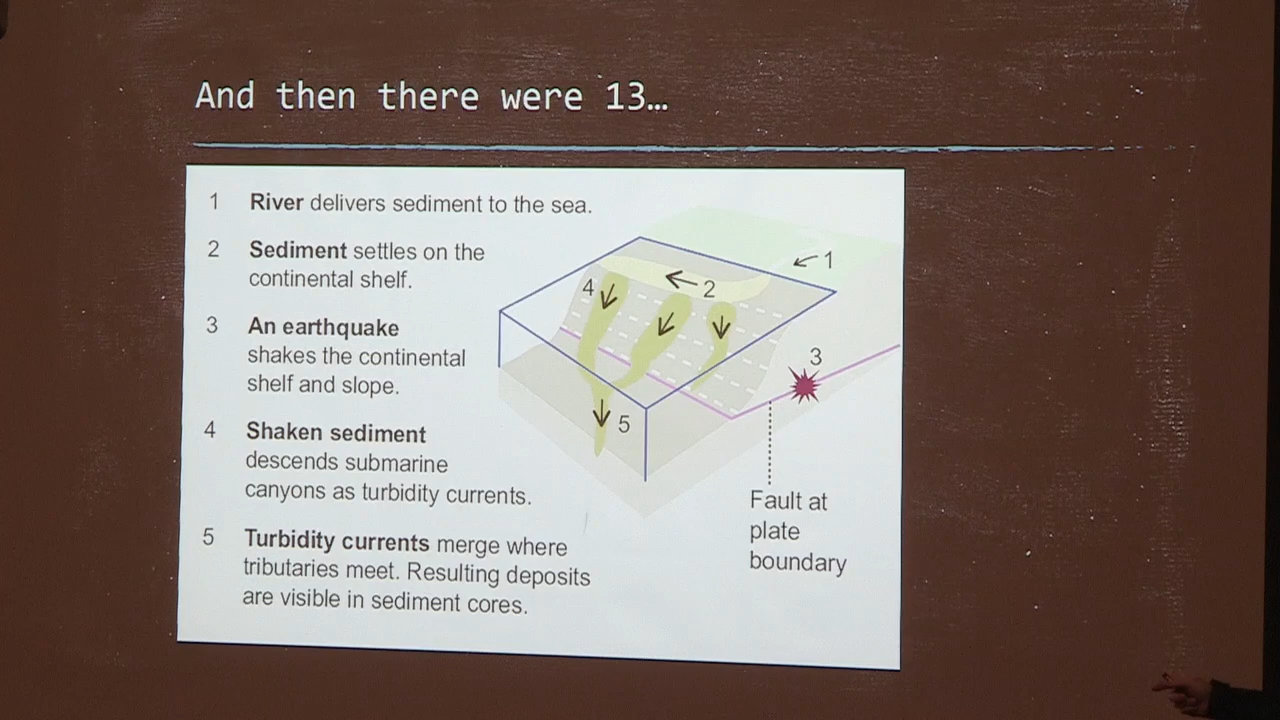 And then there were 13…
1 River delivers sediment to the sea.
2 Sediment settles on the
continental shelf.
3 An earthquake
shakes the continental
shelf and slope.
4 Shaken sediment
descends submarine
canyons as turbidity currents.
5 Turbidity currents merge where
tributaries meet. Resulting deposits
are visible in sediment cores.
1
2
4
3
5
Fault at
plate
boundary